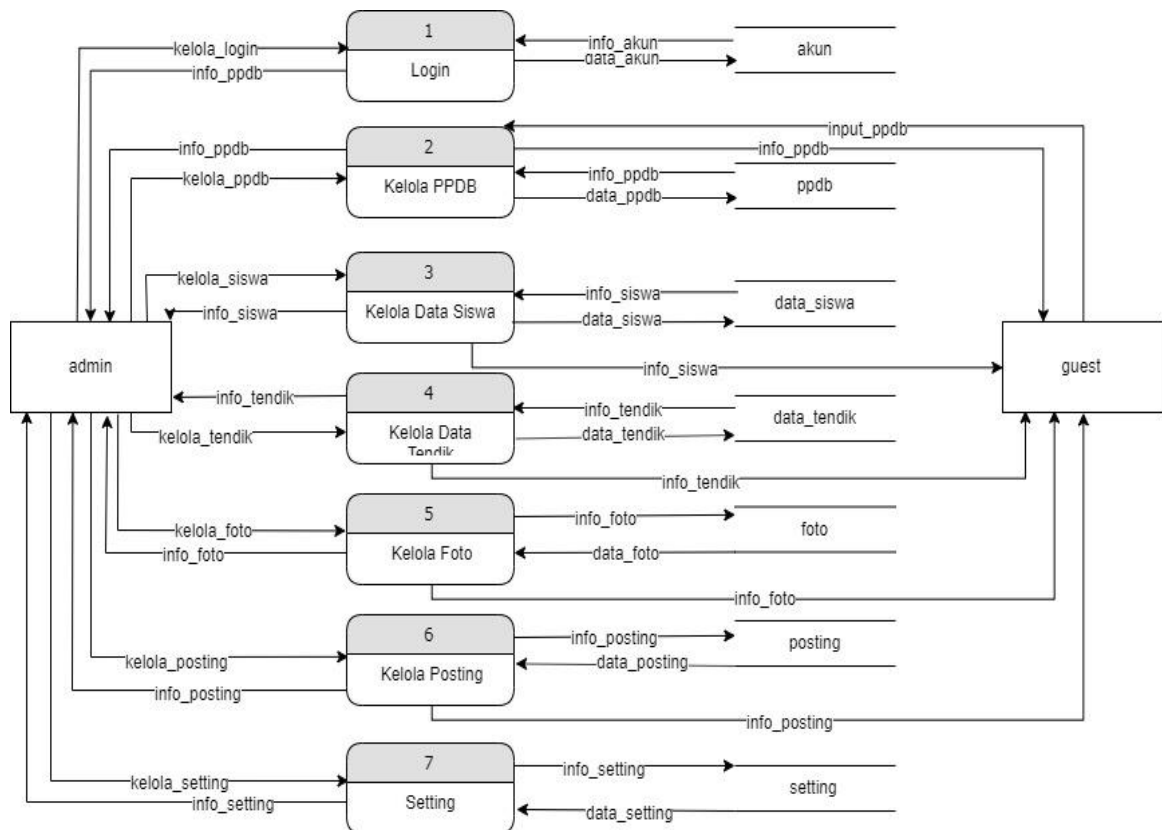 1
Login
kelola_login
info_ppdb
info_akun
data_akun
akun
input_ppdb
2
Kelola PPDB
info_ppdb
kelola_ppdb
info_ppdb
info_ppdb
data_ppdb
ppdb
3
Kelola Data Siswa
kelola_siswa
info_siswa
info_siswa
data_siswa
data_siswa
info_siswa
admin
guest
4
Kelola Data
Tendik
info_tendik
kelola_tendik
info_tendik
data_tendik
data_tendik
info_tendik
5
Kelola Foto
kelola_foto
info_foto
info_foto
data_foto
foto
info_foto
6
Kelola Posting
kelola_posting
info_posting
info_posting
data_posting
posting
info_posting
7
Setting
kelola_setting
info_setting
info_setting
data_setting
setting